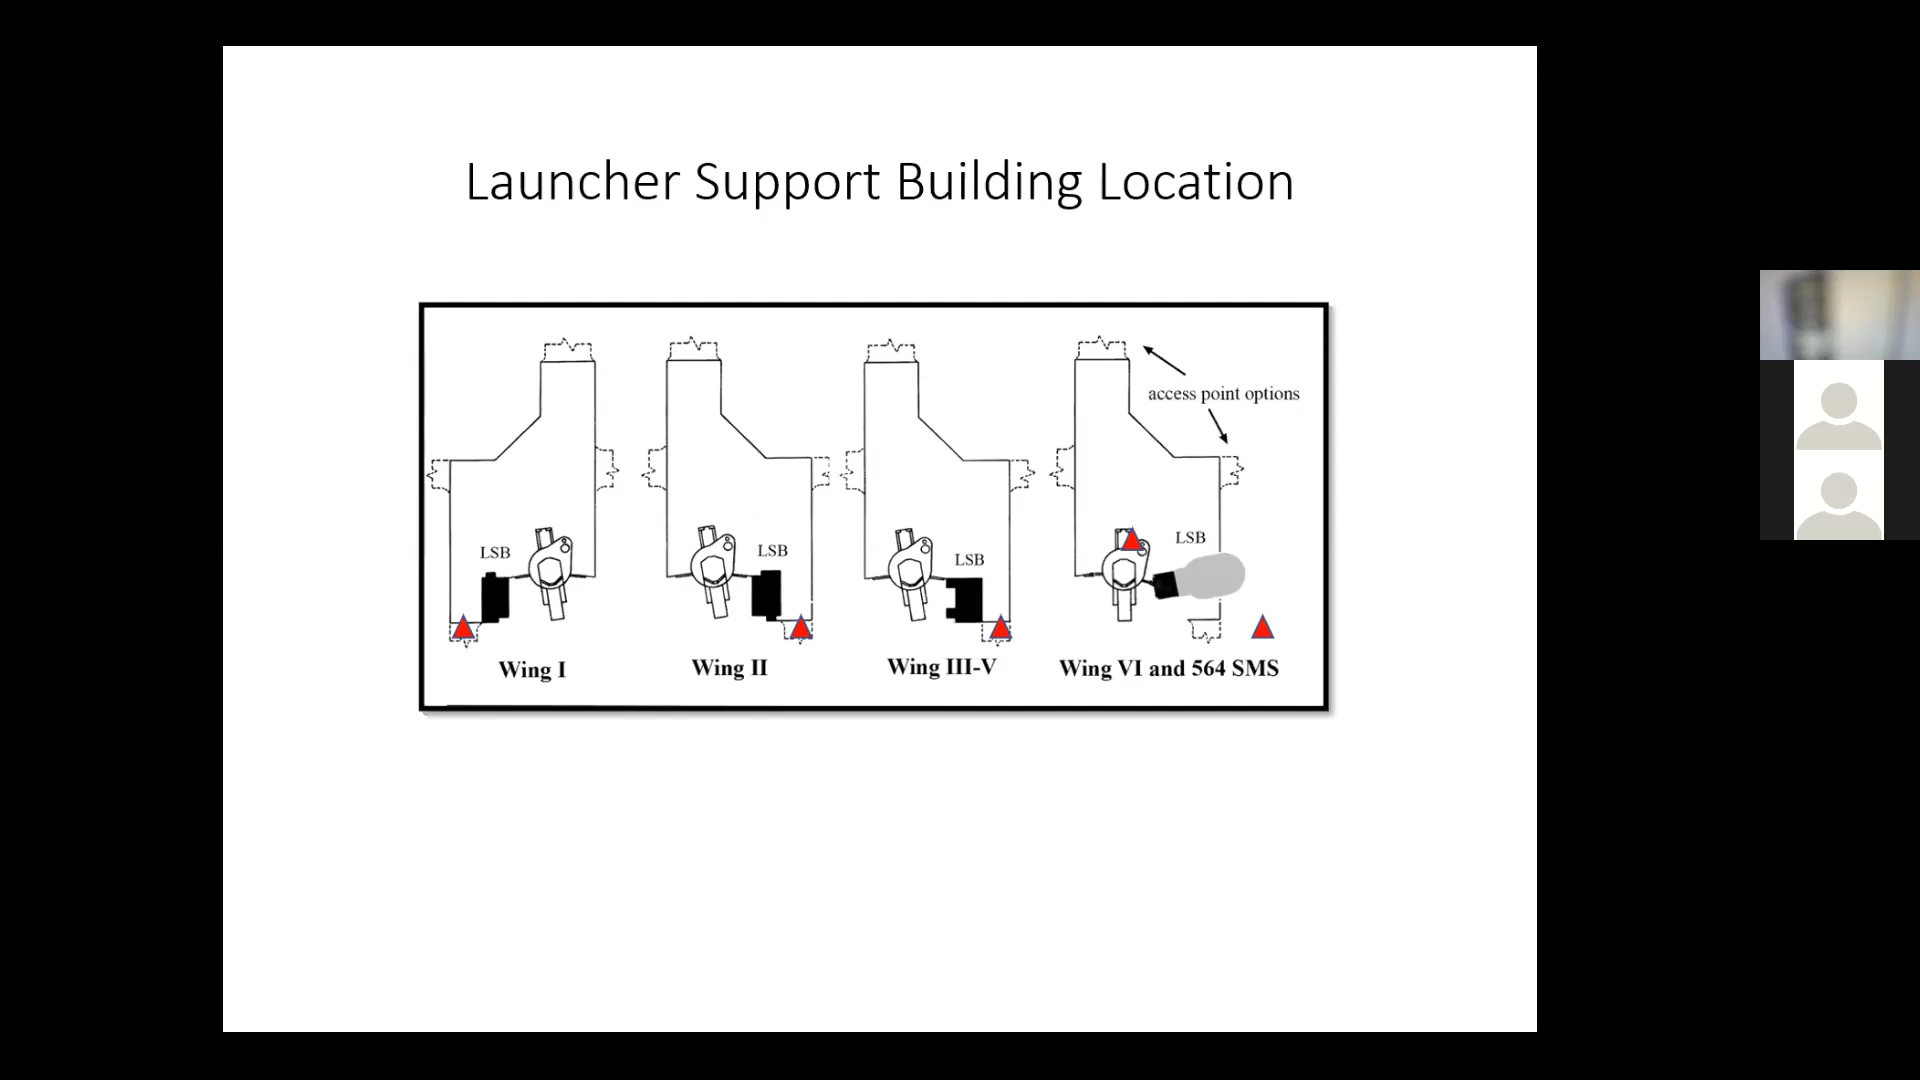 Launcher Support Building Location
access point options
LSB
LSB
LSB
LSB
Wing I
Wing II
Wing III-V
Wing VI and 564 SMS